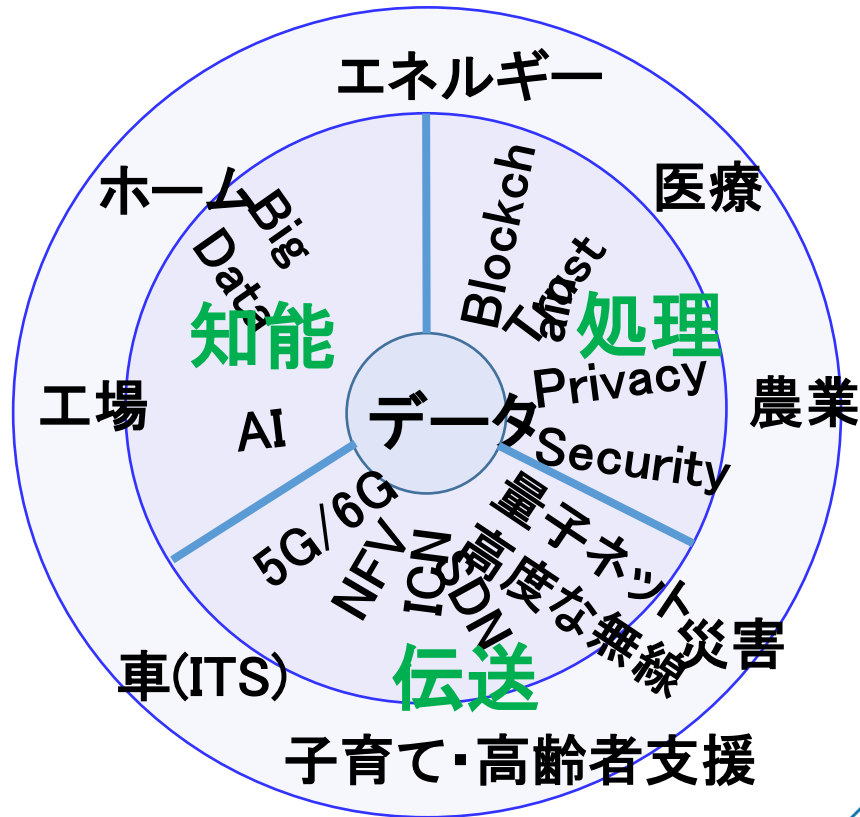 エネルギー
ホーム
医療
Big
Data
Blockch
ain
Trust
知能
処理
Privacy
工場
AI
データ
農業
Security
5G/6G
NFV
ICN
SDN
量子ネット
高度な無線
災害
車(ITS)
伝送
子育て・高齢者支援